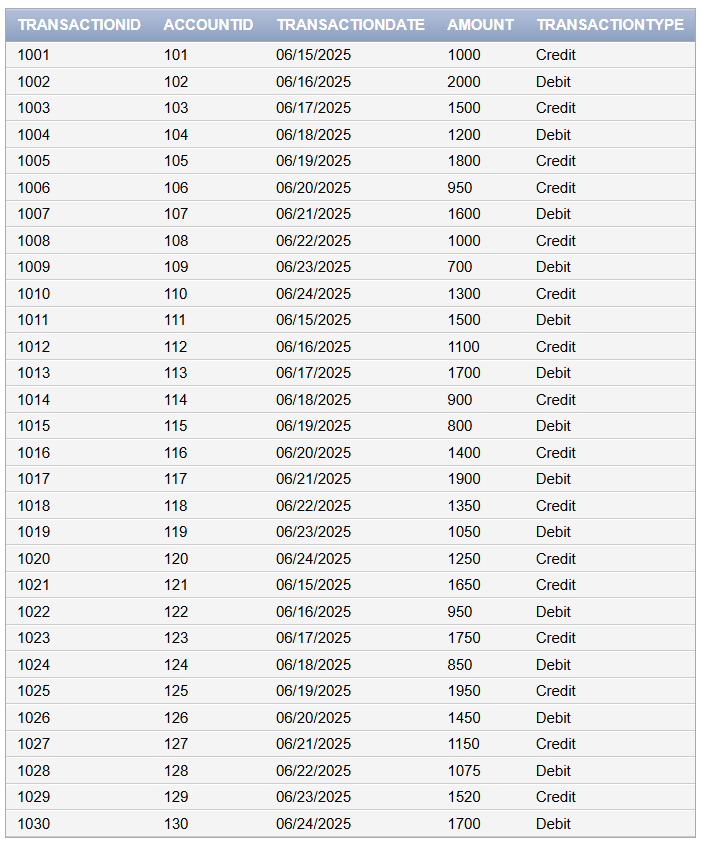 TRANSACTIONID ACCOUNTID TRANSACTIONDATE AMOUNT TRANSACTIONTYPE
1001 101 06/15/2025 1000 Credit
1002 102 06/16/2025 2000 Debit
1003 103 06/17/2025 1500 Credit
1004 104 06/18/2025 1200 Debit
1005 105 06/19/2025 1800 Credit
1006 106 06/20/2025 950 Credit
1007 107 06/21/2025 1600 Debit
1008 108 06/22/2025 1000 Credit
1009 109 06/23/2025 700 Debit
1010 110 06/24/2025 1300 Credit
1011 111 06/15/2025 1500 Debit
1012 112 06/16/2025 1100 Credit
1013 113 06/17/2025 1700 Debit
1014 114 06/18/2025 900 Credit
1015 115 06/19/2025 800 Debit
1016 116 06/20/2025 1400 Credit
1017 117 06/21/2025 1900 Debit
1018 118 06/22/2025 1350 Credit
1019 119 06/23/2025 1050 Debit
1020 120 06/24/2025 1250 Credit
1021 121 06/15/2025 1650 Credit
1022 122 06/16/2025 950 Debit
1023 123 06/17/2025 1750 Credit
1024 124 06/18/2025 850 Debit
1025 125 06/19/2025 1950 Credit
1026 126 06/20/2025 1450 Debit
1027 127 06/21/2025 1150 Credit
1028 128 06/22/2025 1075 Debit
1029 129 06/23/2025 1520 Credit
1030 130 06/24/2025 1700 Debit